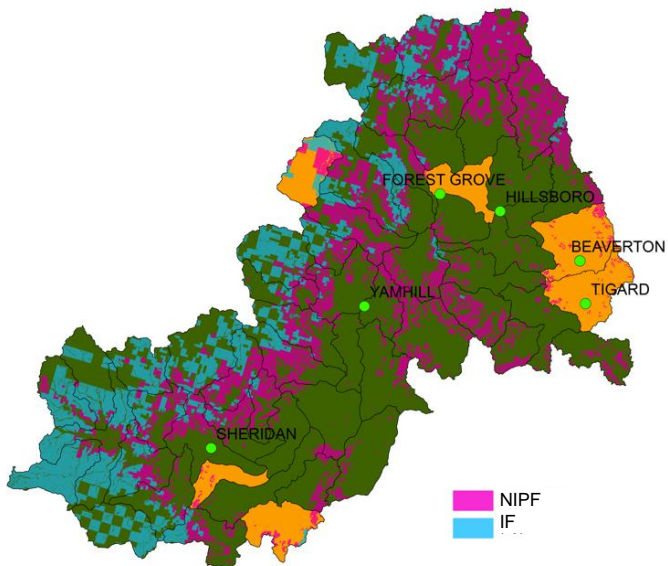 FOREST GROVE
HILLSBORO
BEAVERTON
TIGARD
YAMHILL
SHERIDAN
NIPF
IF